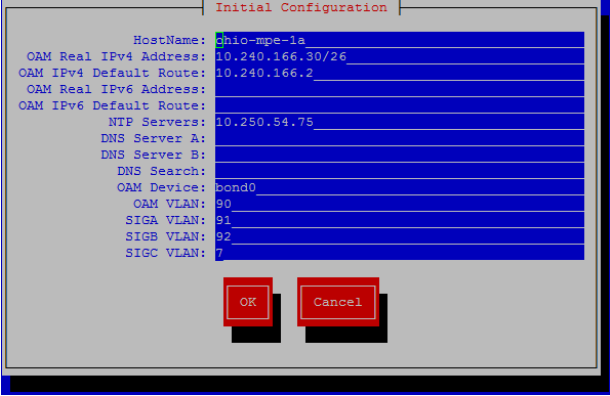 Initial Configuration
HostName: ohio-mpe-1a
OAM Real IPv4 Address: 10.240.166.30/26
OAM IPv4 Default Route: 10.240.166.2
OAM Real IPv6 Address:
OAM IPv6 Default Route:
NTP Servers: 10.250.54.75
DNS Server A:
DNS Server B:
DNS Search:
OAM Device: bond0
OAM VLAN: 90
SIGA VLAN: 91
SIGB VLAN: 92
SIGC VLAN: 7
OK Cancel